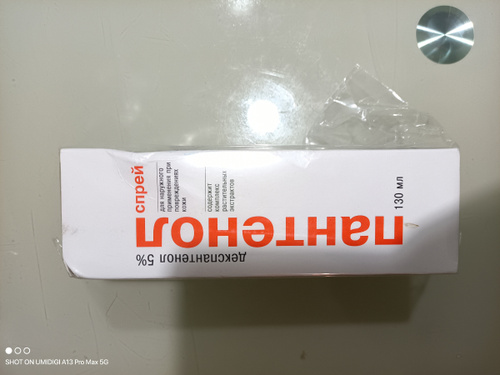 декспантенол 5%
пантенол
спрей
для наружного
применения при
повреждениях
кожи
содержит
комплекс
растительных
экстрактов
130 мл
SHOT ON UMIDIGI A13 Pro Max 5G